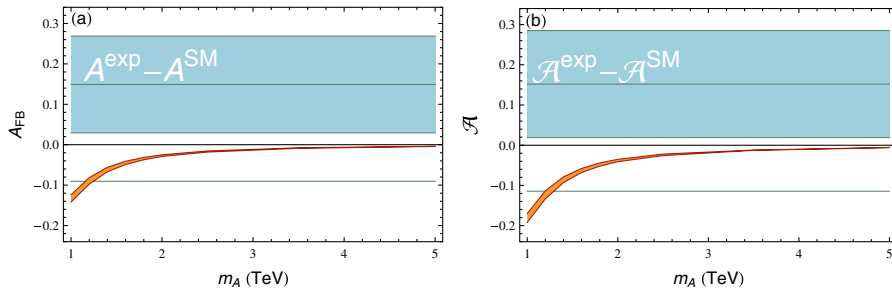 (a)
0.3
0.2
0.1
0.0
−0.1
−0.2
A^exp−A^SM
A_FB
1 2 3 4 5
m_A (TeV)
(b)
0.3
0.2
0.1
0.0
−0.1
−0.2
𝒜^exp−𝒜^SM
𝒜
1 2 3 4 5
m_A (TeV)